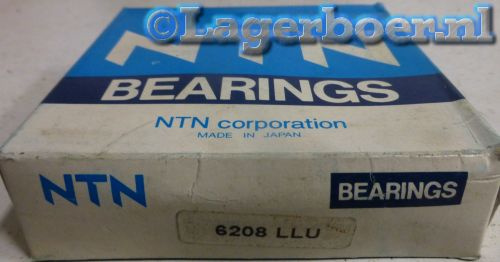 ©Lagerboer.nl
NTN
BEARINGS
NTN corporation
MADE IN JAPAN
NTN
BEARINGS
6208 LLU